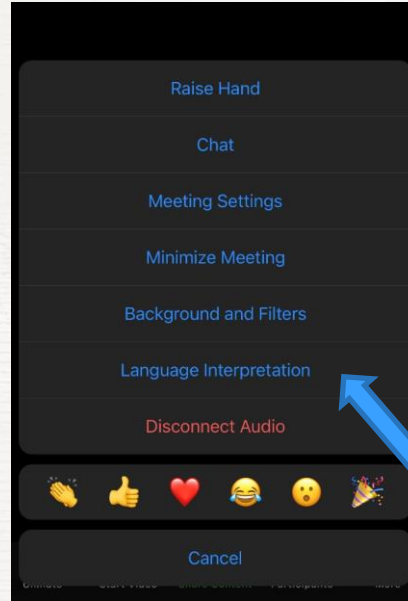 Raise Hand
Chat
Meeting Settings
Minimize Meeting
Background and Filters
Language Interpretation
Disconnect Audio
Cancel